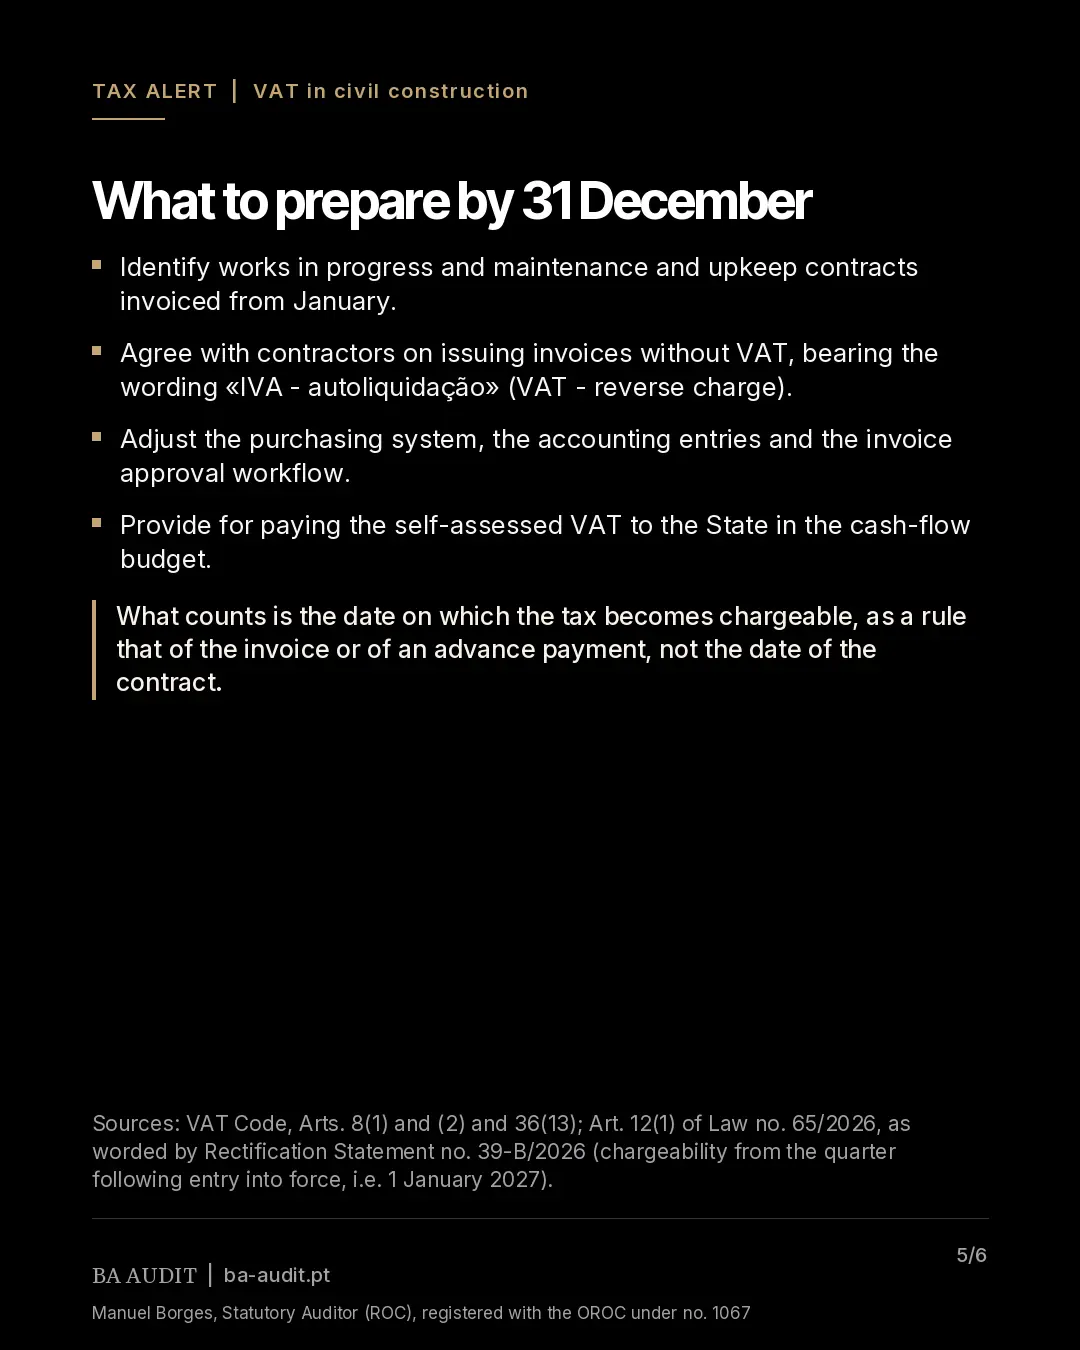 TAX ALERT | VAT in civil construction
What to prepare by 31 December
Identify works in progress and maintenance and upkeep contracts
invoiced from January.
Agree with contractors on issuing invoices without VAT, bearing the
wording «IVA - autoliquidação» (VAT - reverse charge).
Adjust the purchasing system, the accounting entries and the invoice
approval workflow.
Provide for paying the self-assessed VAT to the State in the cash-flow
budget.
What counts is the date on which the tax becomes chargeable, as a rule
that of the invoice or of an advance payment, not the date of the
contract.
Sources: VAT Code, Arts. 8(1) and (2) and 36(13); Art. 12(1) of Law no. 65/2026, as
worded by Rectification Statement no. 39-B/2026 (chargeability from the quarter
following entry into force, i.e. 1 January 2027).
5/6
BA AUDIT | ba-audit.pt
Manuel Borges, Statutory Auditor (ROC), registered with the OROC under no. 1067